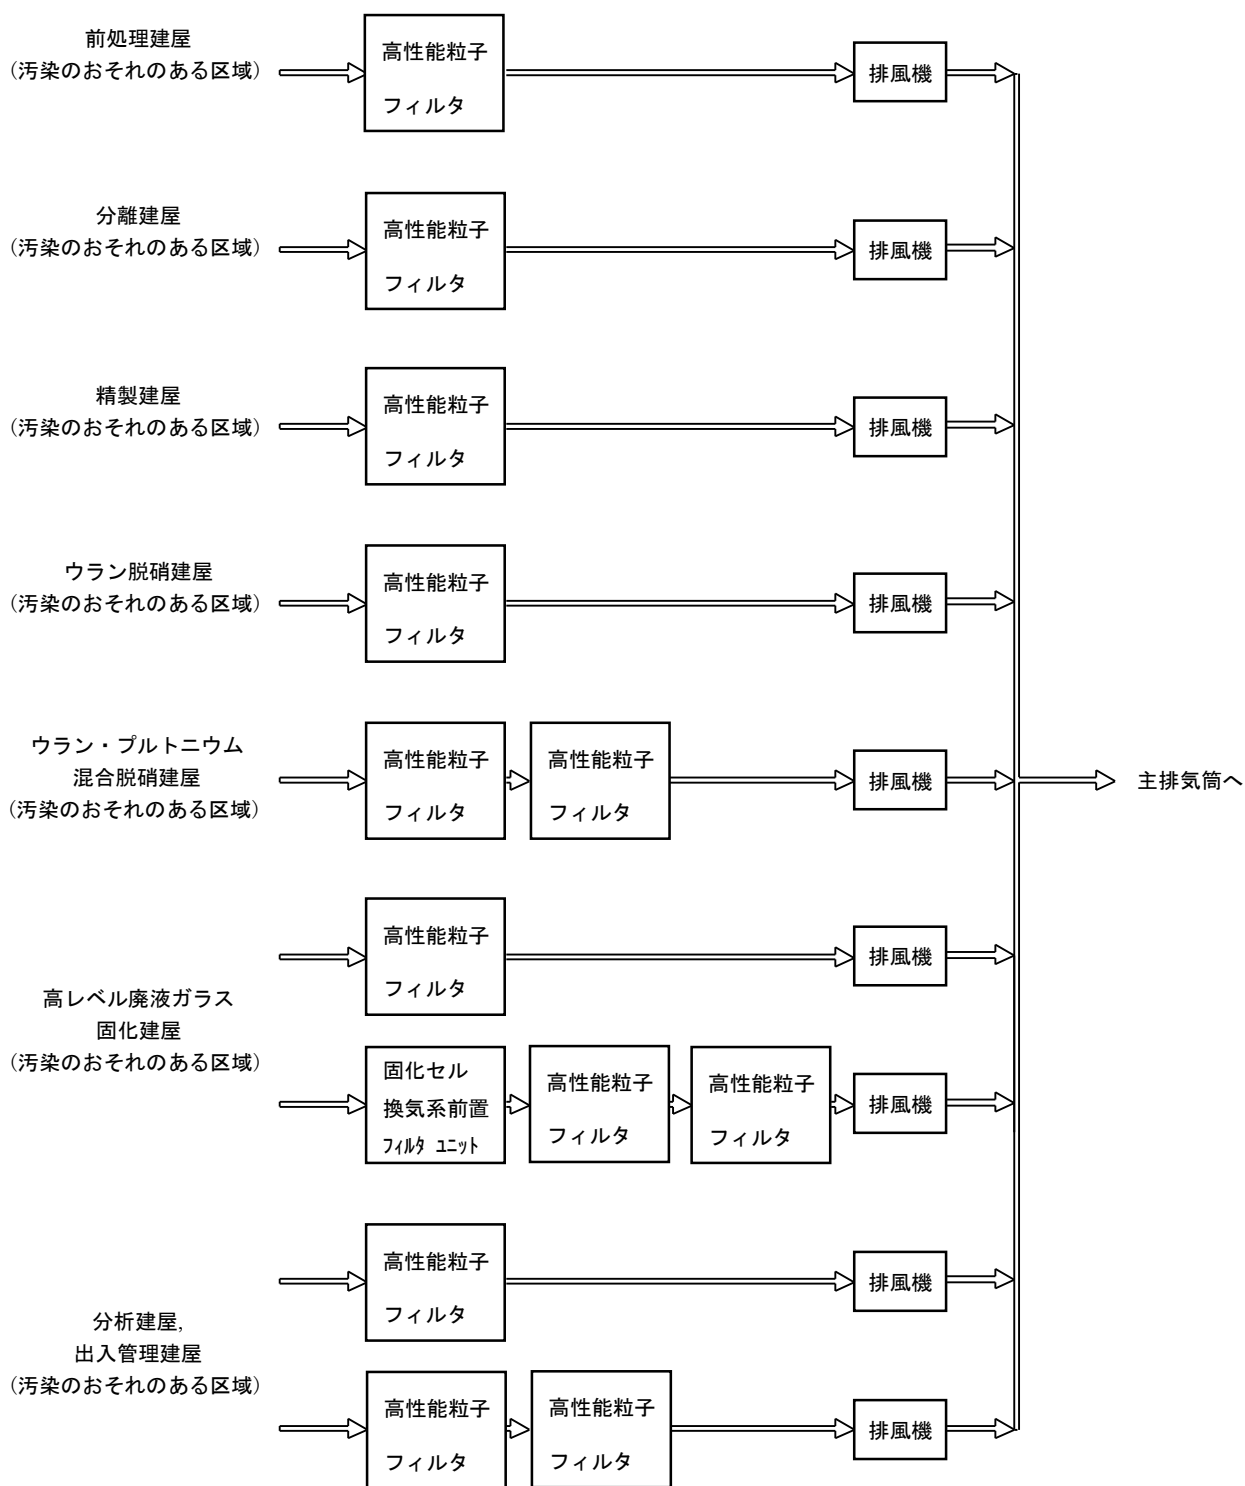 前処理建屋
(汚染のおそれのある区域)
高性能粒子
フィルタ
排風機
分離建屋
(汚染のおそれのある区域)
高性能粒子
フィルタ
排風機
精製建屋
(汚染のおそれのある区域)
高性能粒子
フィルタ
排風機
ウラン脱硝建屋
(汚染のおそれのある区域)
高性能粒子
フィルタ
排風機
ウラン・プルトニウム
混合脱硝建屋
(汚染のおそれのある区域)
高性能粒子
フィルタ
高性能粒子
フィルタ
排風機
主排気筒へ
高レベル廃液ガラス
固化建屋
(汚染のおそれのある区域)
高性能粒子
フィルタ
排風機
固化セル
換気系前置
フィルタ ユニット
高性能粒子
フィルタ
高性能粒子
フィルタ
排風機
分析建屋,
出入管理建屋
(汚染のおそれのある区域)
高性能粒子
フィルタ
排風機
高性能粒子
フィルタ
高性能粒子
フィルタ
排風機